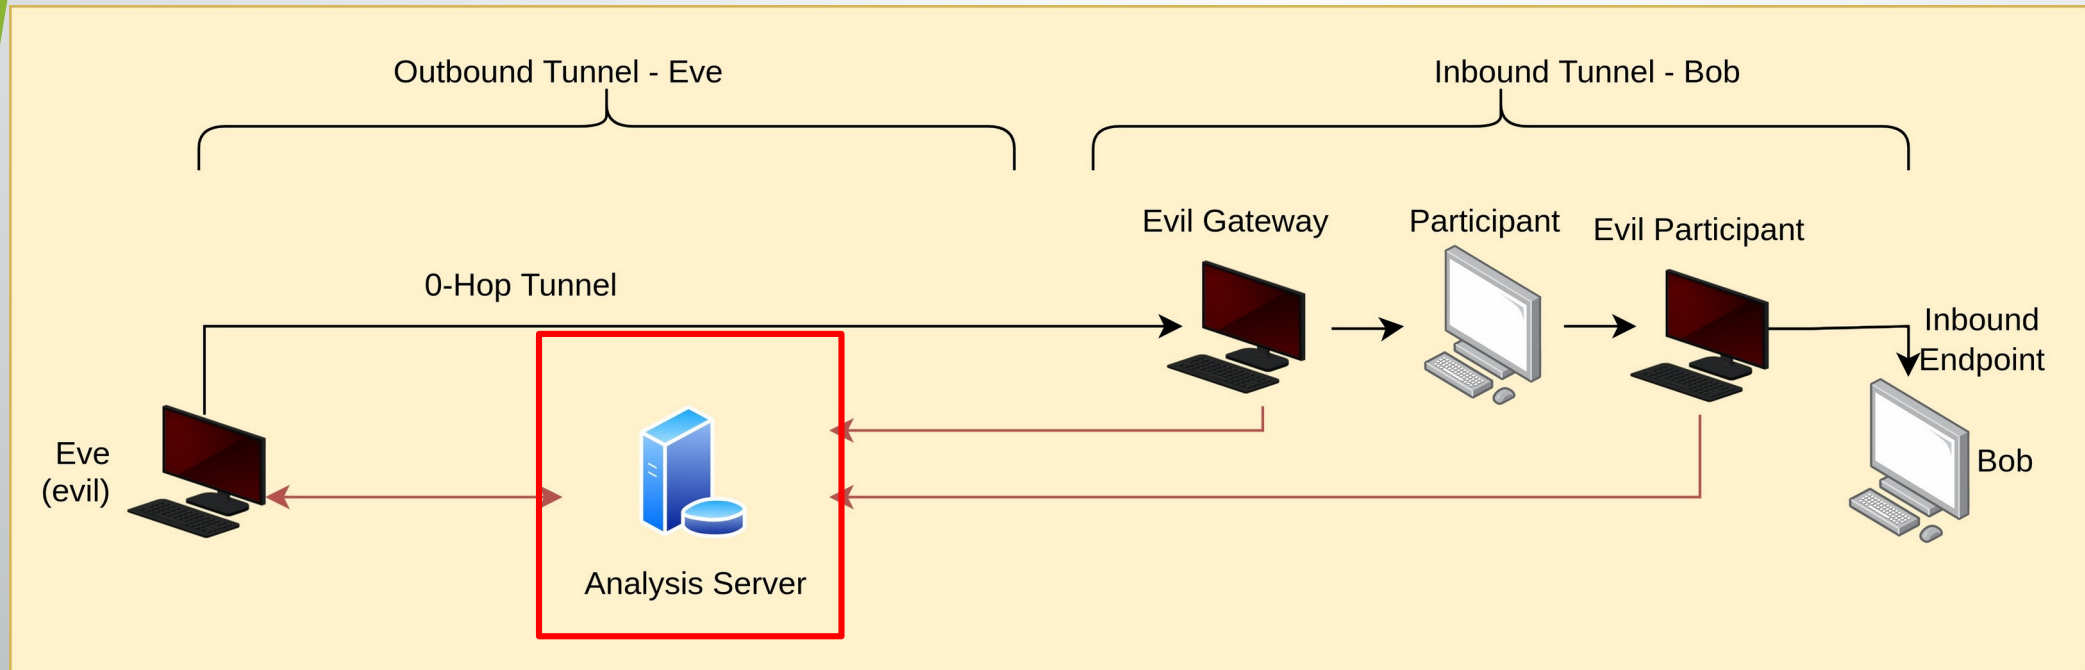 Outbound Tunnel - Eve
Inbound Tunnel - Bob
Evil Gateway
Participant
Evil Participant
0-Hop Tunnel
Inbound
Endpoint
Eve
(evil)
Bob
Analysis Server